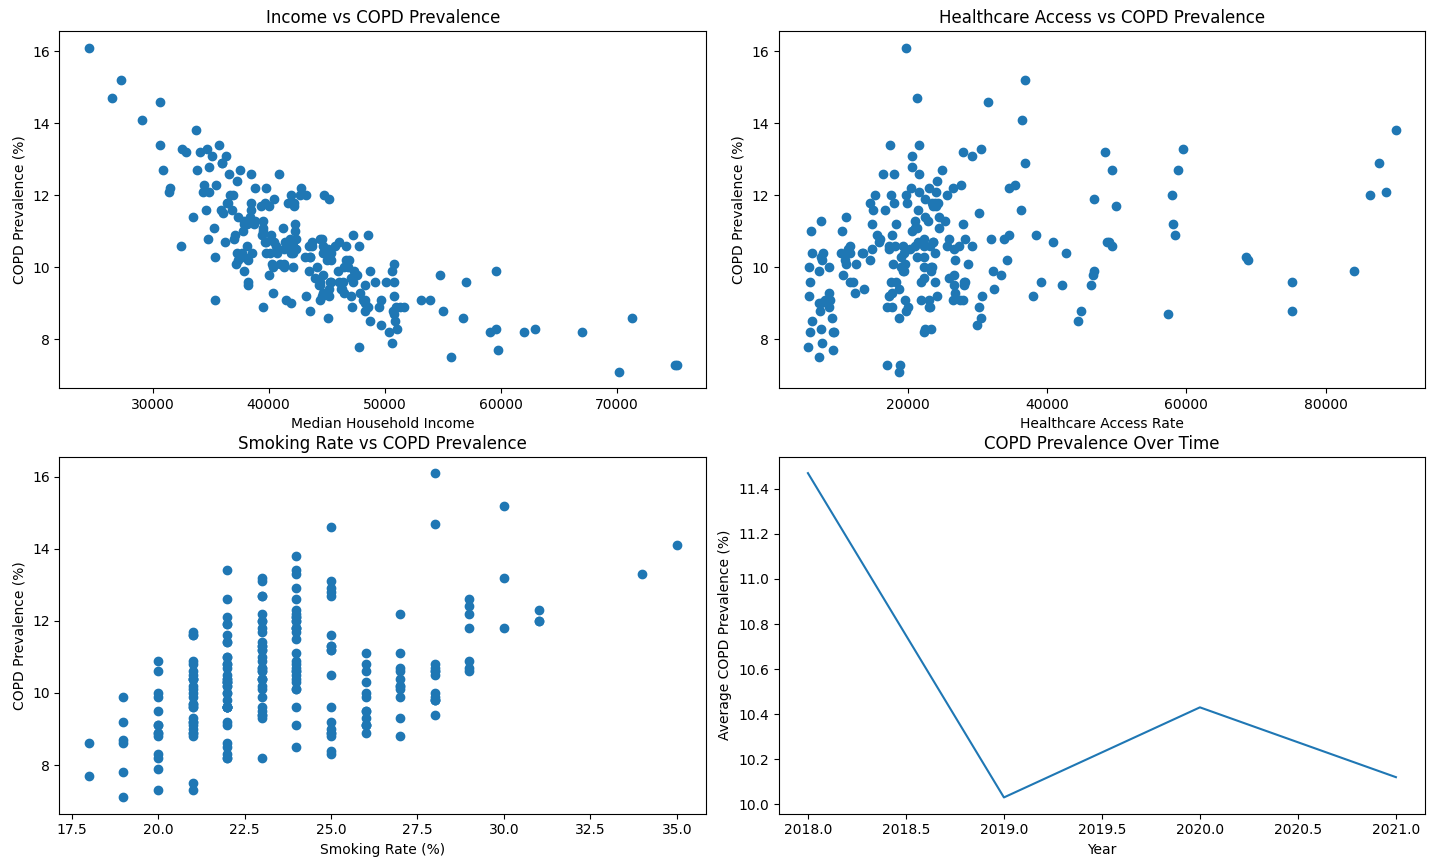 Income vs COPD Prevalence
16
14
12
10
8
COPD Prevalence (%)
30000 40000 50000 60000 70000
Median Household Income
Healthcare Access vs COPD Prevalence
16
14
12
10
8
COPD Prevalence (%)
20000 40000 60000 80000
Healthcare Access Rate
Smoking Rate vs COPD Prevalence
16
14
12
10
8
COPD Prevalence (%)
17.5 20.0 22.5 25.0 27.5 30.0 32.5 35.0
Smoking Rate (%)
COPD Prevalence Over Time
11.4
11.2
11.0
10.8
10.6
10.4
10.2
10.0
Average COPD Prevalence (%)
2018.0 2018.5 2019.0 2019.5 2020.0 2020.5 2021.0
Year